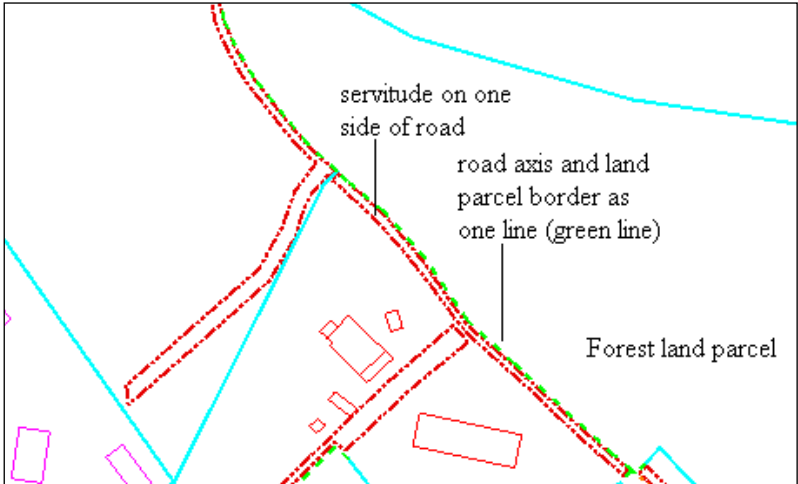 servitude on one
side of road
road axis and land
parcel border as
one line (green line)
Forest land parcel